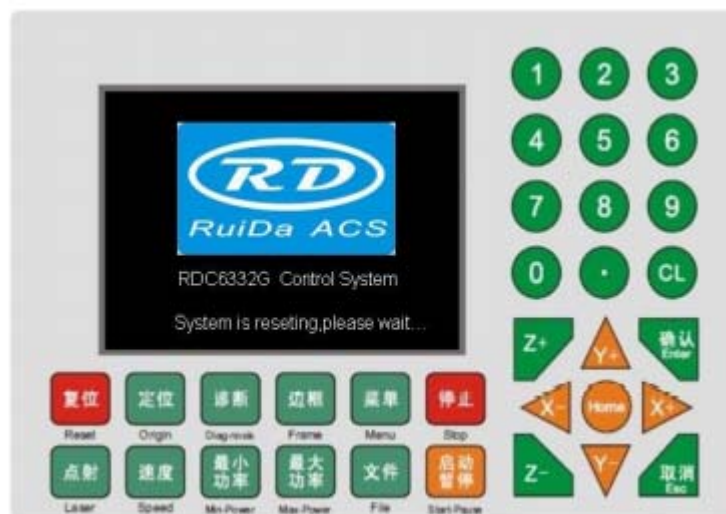 1 2 3
4 5 6
7 8 9
0 · CL
RD
RuiDa ACS
RDC6332G Control System
System is reseting,please wait...
Z+ Y+ 确认
Enter
X- Home X+
Z- Y- 取消
Esc
复位 定位 诊断 边框 菜单 停止
Reset Origin Diagnosis Frame Menu Stop
点射 速度 最小功率 最大功率 文件 启动暂停
Laser Speed Min-Power Max-Power File Start-Pause